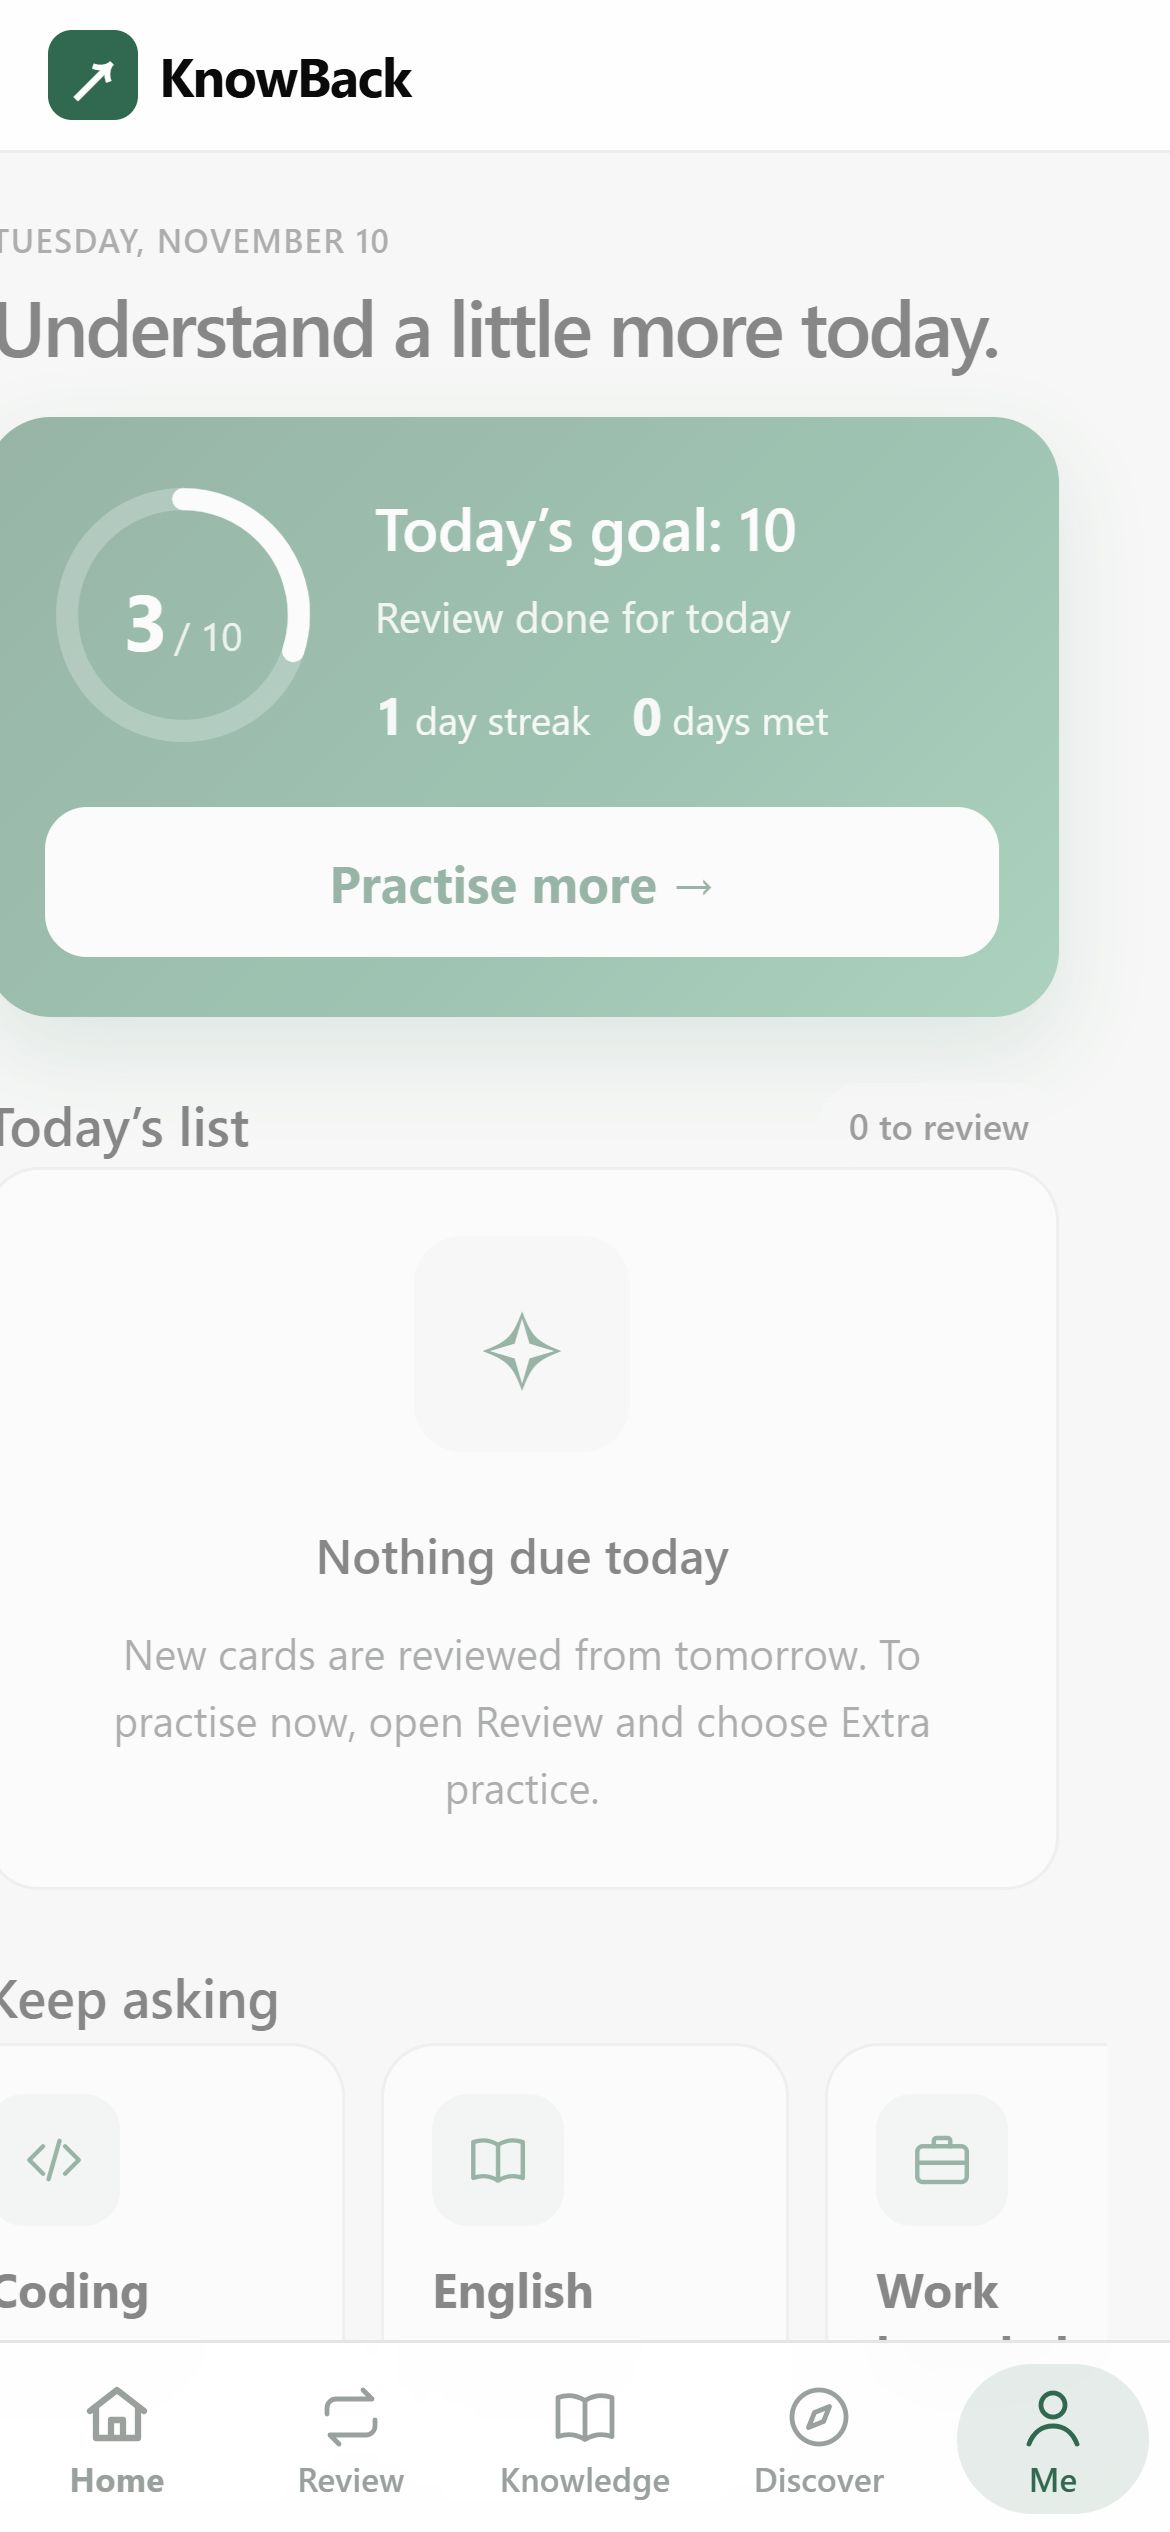 KnowBack
TUESDAY, NOVEMBER 10
Understand a little more today.
3 / 10
Today’s goal: 10
Review done for today
1 day streak 0 days met
Practise more →
Today’s list
0 to review
Nothing due today
New cards are reviewed from tomorrow. To
practise now, open Review and choose Extra
practice.
Keep asking
Coding
English
Work
Home
Review
Knowledge
Discover
Me